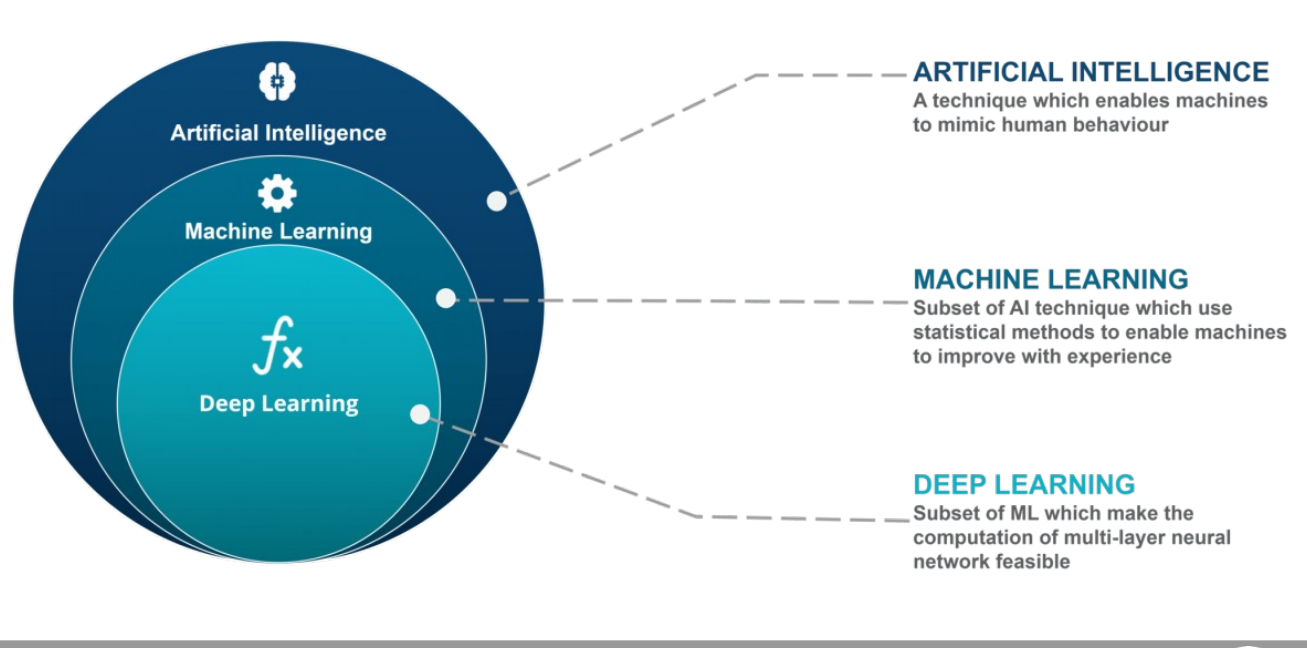 Artificial Intelligence
Machine Learning
fx
Deep Learning
ARTIFICIAL INTELLIGENCE
A technique which enables machines
to mimic human behaviour
MACHINE LEARNING
Subset of AI technique which use
statistical methods to enable machines
to improve with experience
DEEP LEARNING
Subset of ML which make the
computation of multi-layer neural
network feasible